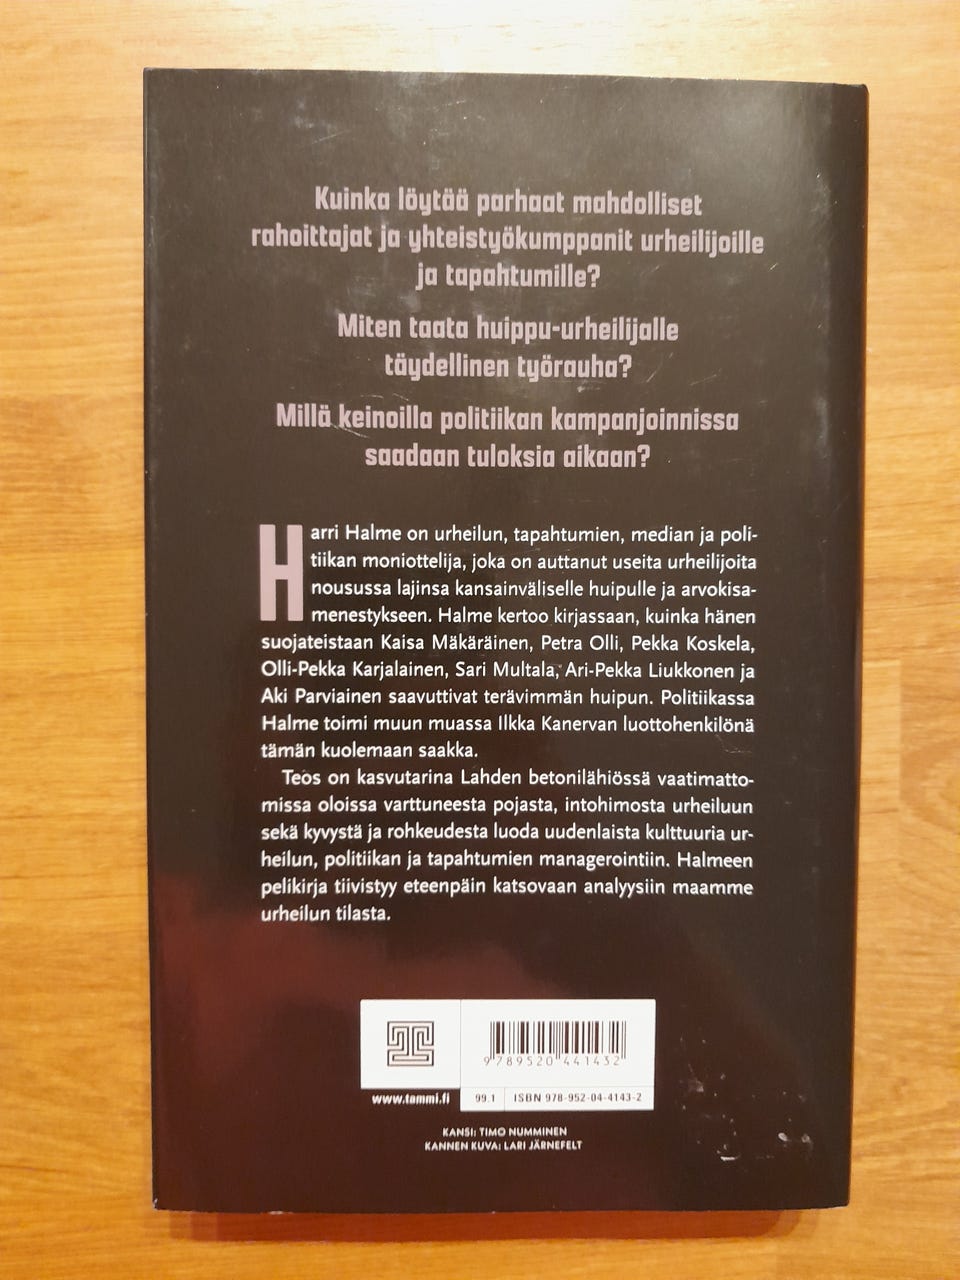 Kuinka löytää parhaat mahdolliset
rahoittajat ja yhteistyökumppanit urheilijoille
ja tapahtumille?
Miten taata huippu-urheilijalle
täydellinen työrauha?
Millä keinoilla politiikan kampanjoinnissa
saadaan tuloksia aikaan?
Harri Halme on urheilun, tapahtumien, median ja poli-
tiikan moniottelija, joka on auttanut useita urheilijoita
nousussa lajinsa kansainväliselle huipulle ja arvokisa-
menestykseen. Halme kertoo kirjassaan, kuinka hänen
suojateistaan Kaisa Mäkäräinen, Petra Olli, Pekka Koskela,
Olli-Pekka Karjalainen, Sari Multala, Ari-Pekka Liukkonen ja
Aki Parviainen saavuttivat terävimmän huipun. Politiikassa
Halme toimi muun muassa Ilkka Kanervan luottohenkilönä
tämän kuolemaan saakka.
Teos on kasvutarina Lahden betonilähiössä vaatimatto-
missa oloissa varttuneesta pojasta, intohimosta urheiluun
sekä kyvystä ja rohkeudesta luoda uudenlaista kulttuuria ur-
heilun, politiikan ja tapahtumien managerointiin. Halmeen
pelikirja tiivistyy eteenpäin katsovaan analyysiin maamme
urheilun tilasta.
9 789520 441432
www.tammi.fi 99.1 ISBN 978-952-04-4143-2
KANSI: TIMO NUMMINEN
KANNEN KUVA: LARI JÄRNEFELT